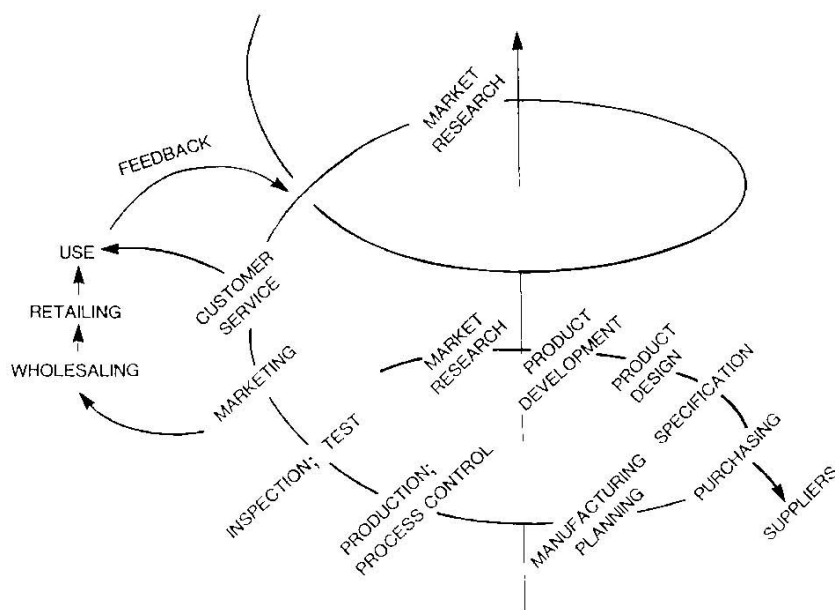 MARKET
RESEARCH
FEEDBACK
USE
CUSTOMER
SERVICE
RETAILING
WHOLESALING
MARKETING
MARKET
RESEARCH
PRODUCT
DEVELOPMENT
PRODUCT
DESIGN
SPECIFICATION
PURCHASING
SUPPLIERS
MANUFACTURING
PLANNING
PRODUCTION;
PROCESS CONTROL
INSPECTION; TEST